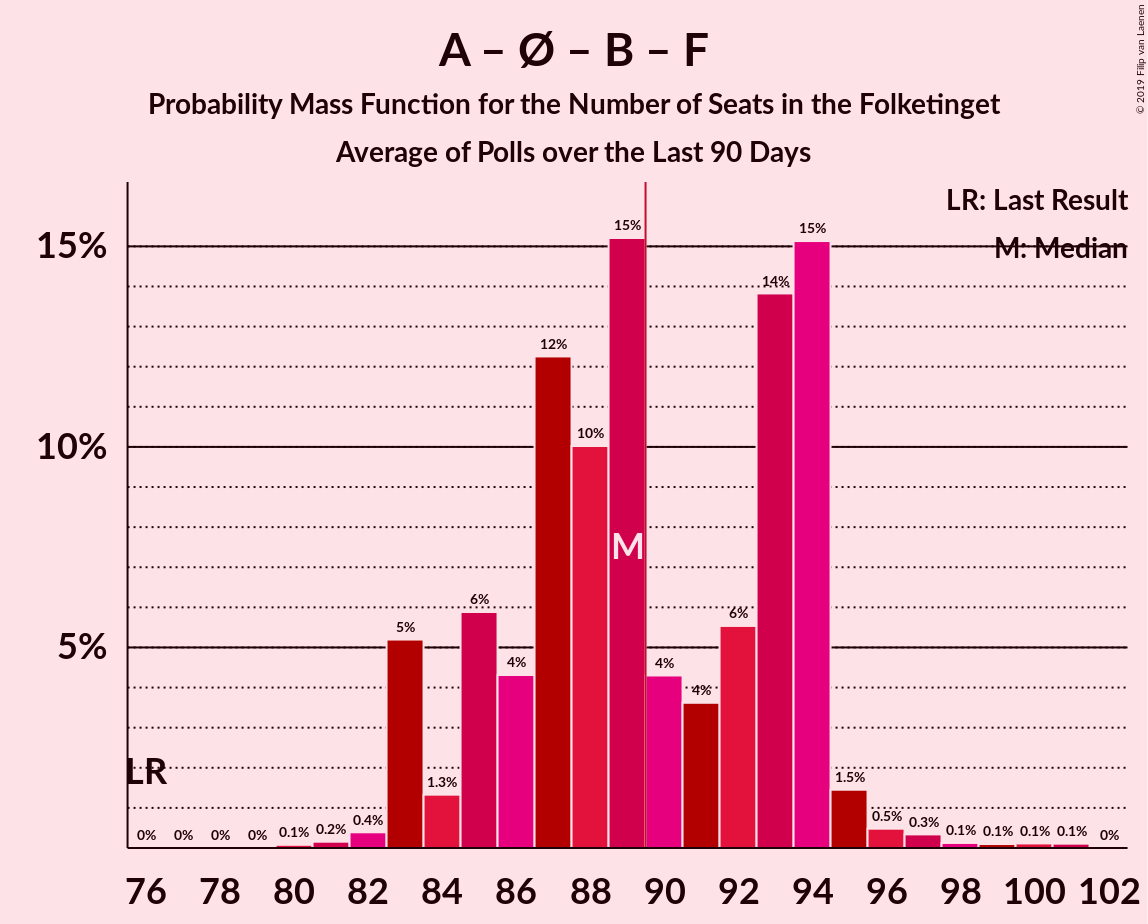 A – Ø – B – F
Probability Mass Function for the Number of Seats in the Folketinget
Average of Polls over the Last 90 Days
© 2019 Filip van Laenen
LR: Last Result
M: Median
15%
10%
5%
0% 0% 0% 0% 0.1% 0.2% 0.4% 5% 1.3% 6% 4% 12% 10% 15% 4% 4% 6% 14% 15% 1.5% 0.5% 0.3% 0.1% 0.1% 0.1% 0.1% 0%
M
LR
76 78 80 82 84 86 88 90 92 94 96 98 100 102